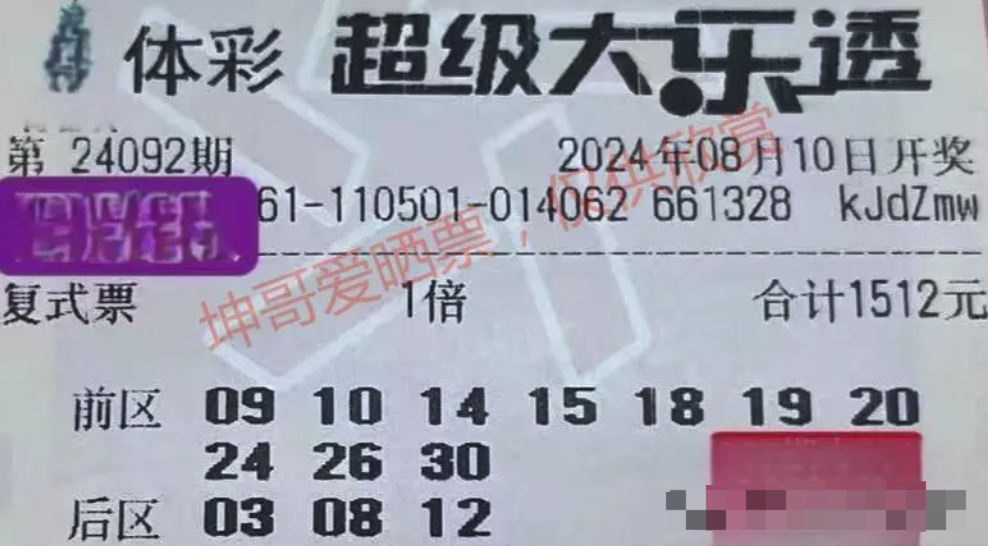 体彩 超级大乐透
第 24092期 2024年08月10日开奖
61-110501-014062 661328 kJdZmw
坤哥爱晒票，仅供欣赏
复式票 1倍 合计1512元
前区 09 10 14 15 18 19 20
24 26 30
后区 03 08 12